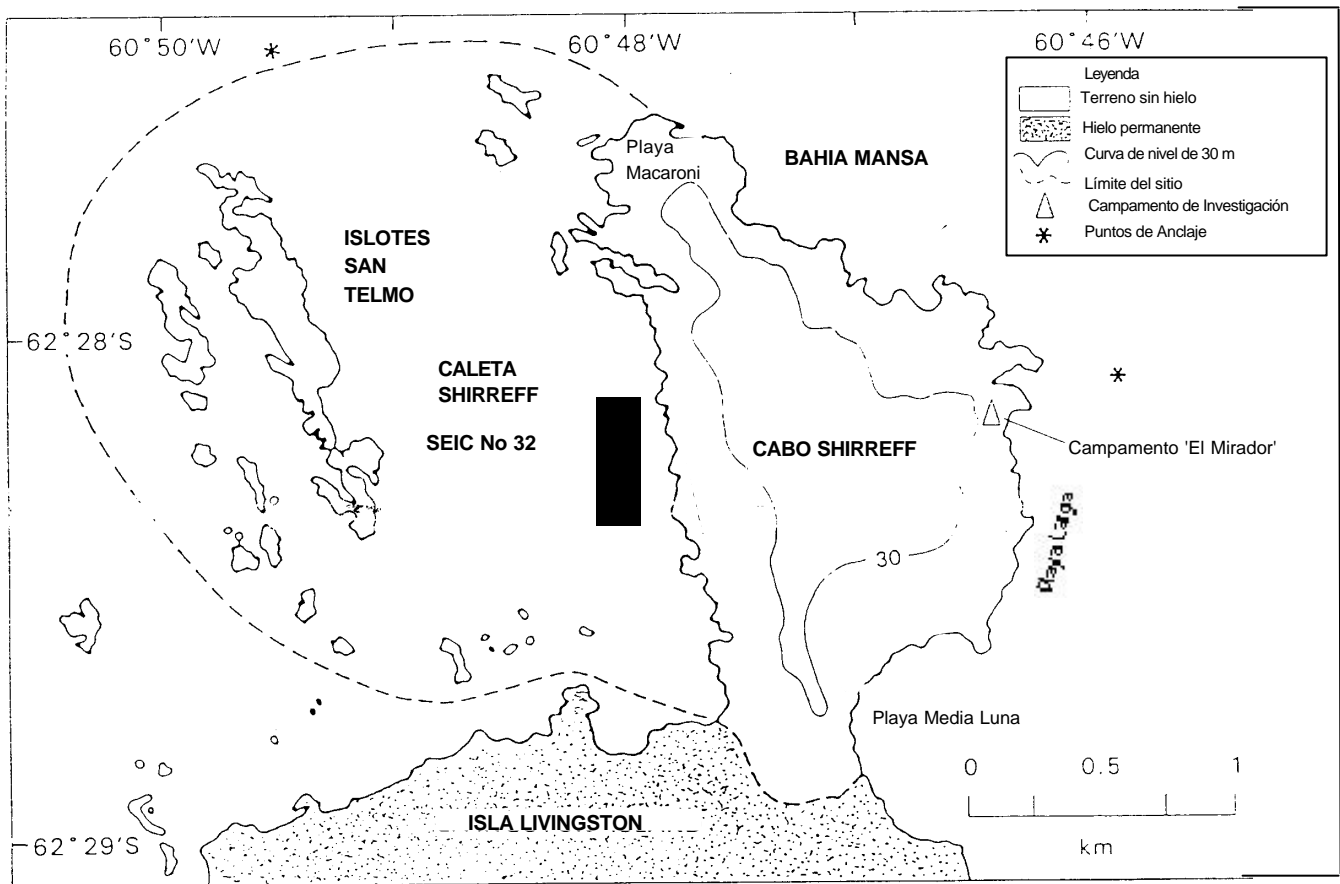 60°50'W
60°48'W
60°46'W
Leyenda
Terreno sin hielo
Hielo permanente
Curva de nivel de 30 m
Límite del sitio
Campamento de Investigación
Puntos de Anclaje
Playa
Macaroni
BAHIA MANSA
ISLOTES
SAN
TELMO
62°28'S
CALETA
SHIRREFF
SEIC No 32
CABO SHIRREFF
Campamento 'El Mirador'
Playa Larga
30
Playa Media Luna
0 0.5 1
km
ISLA LIVINGSTON
62°29'S